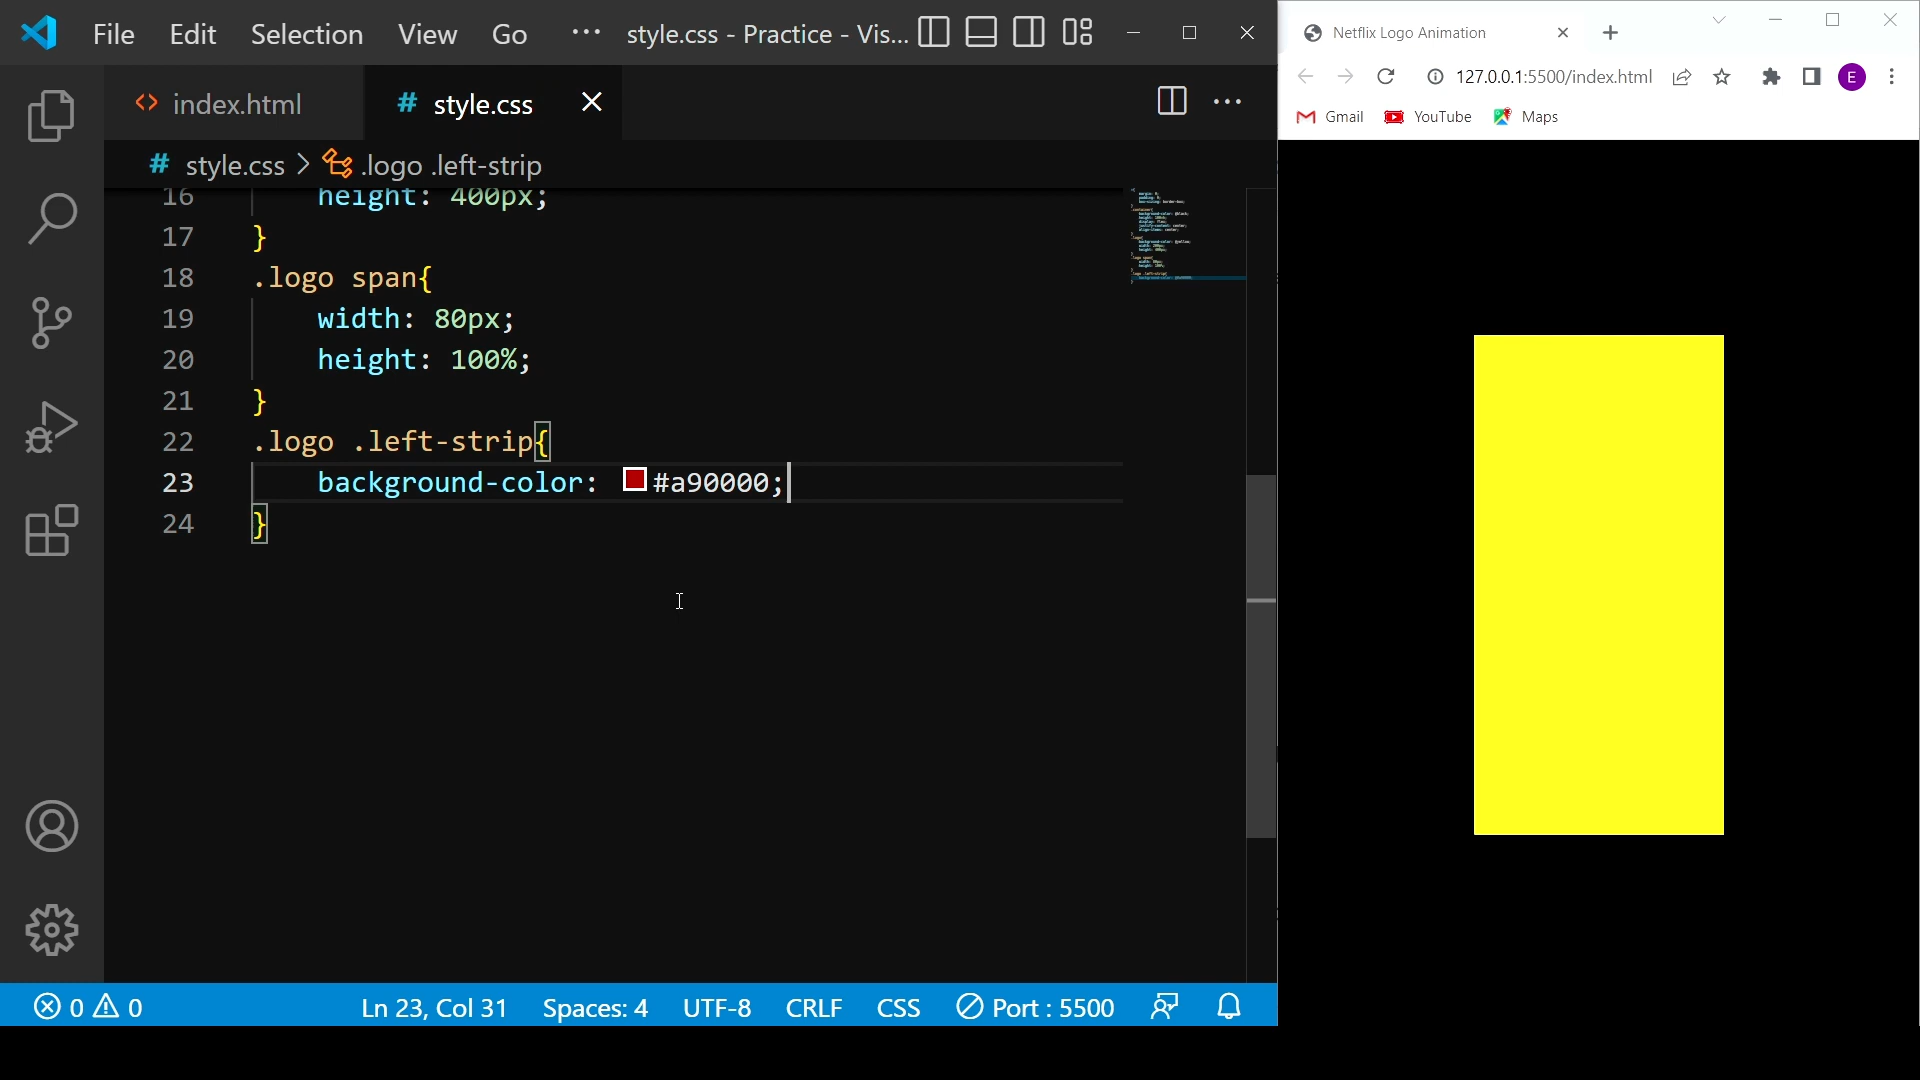 File Edit Selection View Go ··· style.css - Practice - Vis...
index.html
# style.css
# style.css > .logo .left-strip
16 height: 400px;
17 }
18 .logo span{
19 width: 80px;
20 height: 100%;
21 }
22 .logo .left-strip{
23 background-color: #a90000;
24 }
0 0 Ln 23, Col 31 Spaces: 4 UTF-8 CRLF CSS Port : 5500
Netflix Logo Animation
127.0.0.1:5500/index.html
E
Gmail YouTube Maps